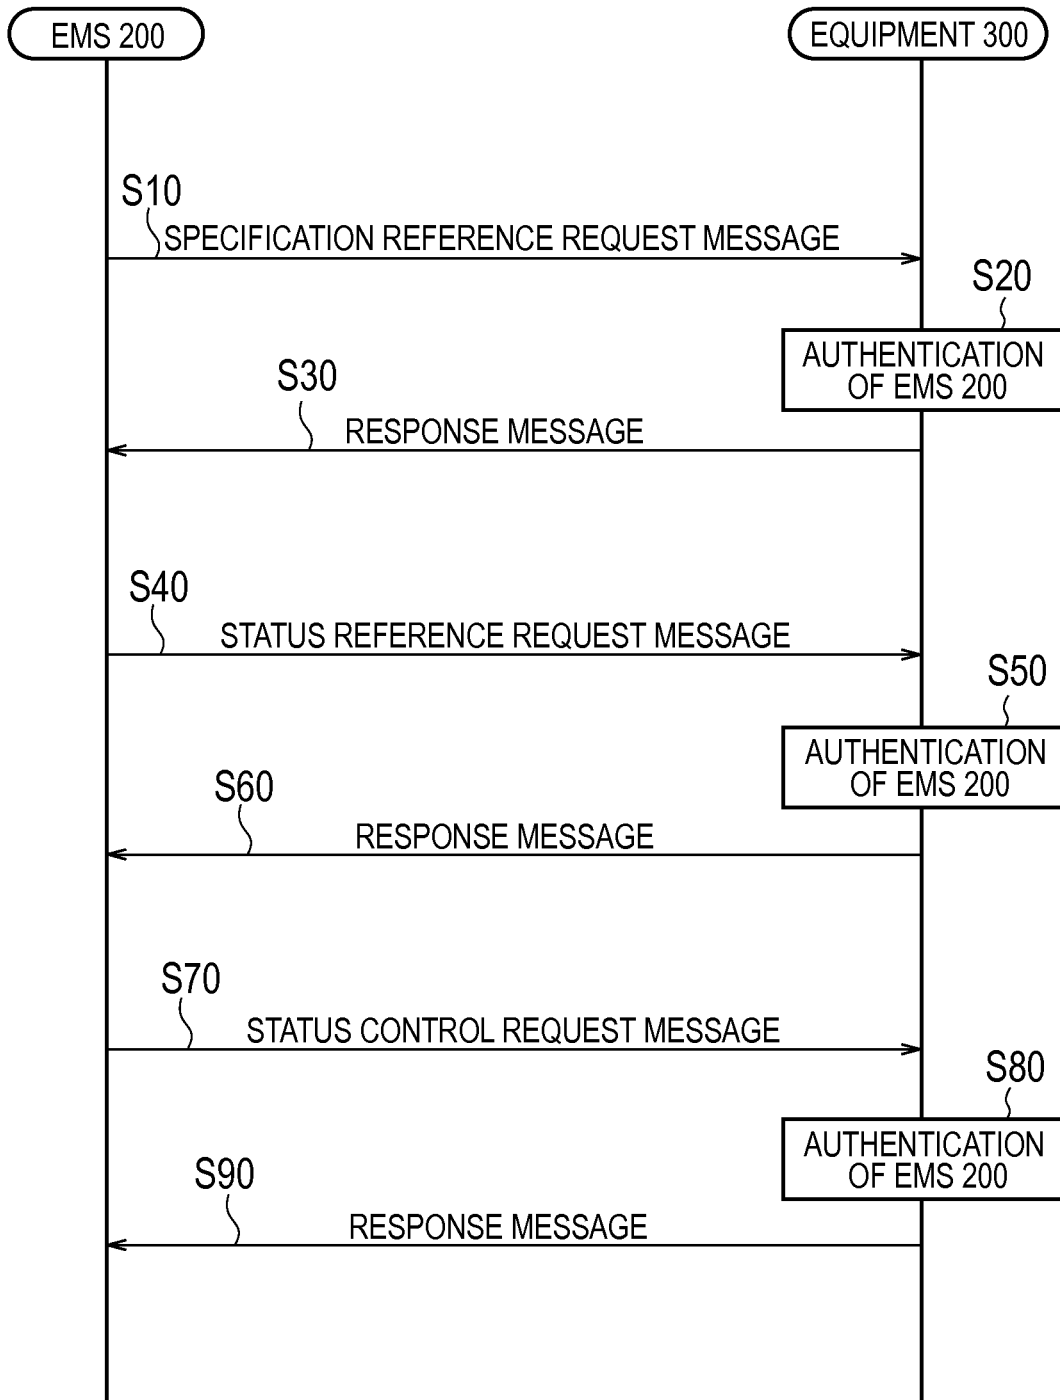 EMS 200
EQUIPMENT 300
S10
SPECIFICATION REFERENCE REQUEST MESSAGE
S20
AUTHENTICATION
OF EMS 200
S30
RESPONSE MESSAGE
S40
STATUS REFERENCE REQUEST MESSAGE
S50
AUTHENTICATION
OF EMS 200
S60
RESPONSE MESSAGE
S70
STATUS CONTROL REQUEST MESSAGE
S80
AUTHENTICATION
OF EMS 200
S90
RESPONSE MESSAGE